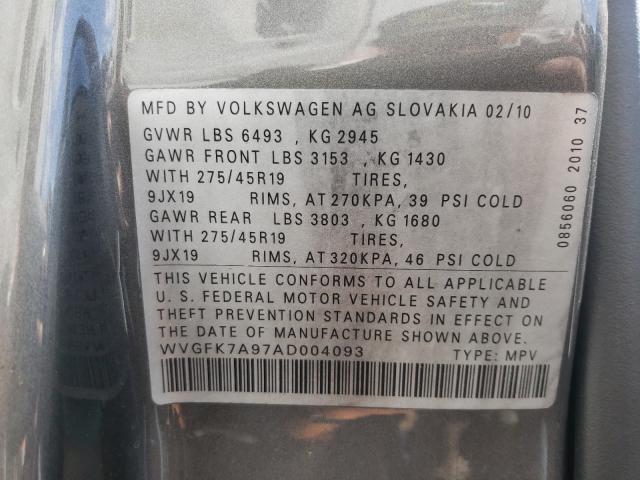 MFD BY VOLKSWAGEN AG SLOVAKIA 02/10
GVWR LBS 6493 , KG 2945
GAWR FRONT LBS 3153 , KG 1430
WITH 275/45R19 TIRES,
9JX19 RIMS, AT 270KPA, 39 PSI COLD
GAWR REAR LBS 3803 , KG 1680
WITH 275/45R19 TIRES,
9JX19 RIMS, AT 320KPA, 46 PSI COLD
THIS VEHICLE CONFORMS TO ALL APPLICABLE
U. S. FEDERAL MOTOR VEHICLE SAFETY AND
THEFT PREVENTION STANDARDS IN EFFECT ON
THE DATE OF MANUFACTURE SHOWN ABOVE
WVGFK7A97AD004093 TYPE: MPV
0856060 2010 37